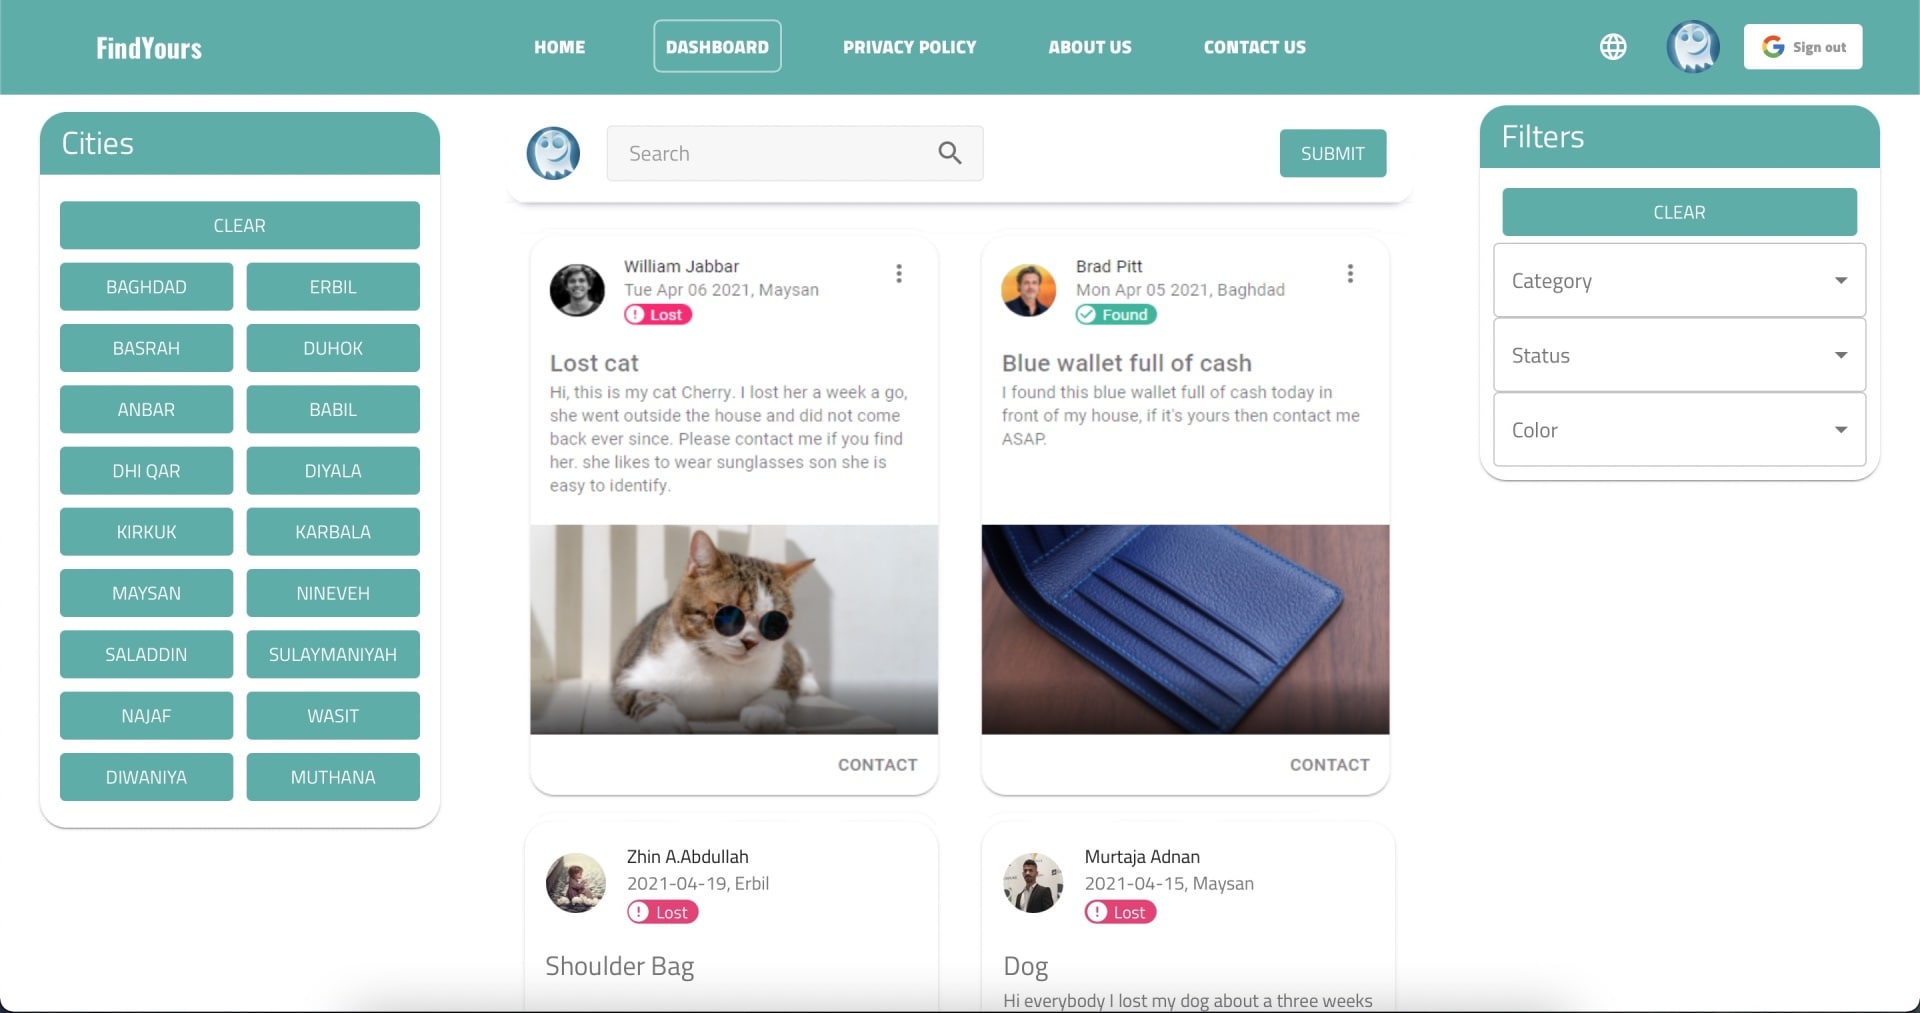 FindYours
HOME
DASHBOARD
PRIVACY POLICY
ABOUT US
CONTACT US
Sign out
Cities
CLEAR
BAGHDAD
ERBIL
BASRAH
DUHOK
ANBAR
BABIL
DHI QAR
DIYALA
KIRKUK
KARBALA
MAYSAN
NINEVEH
SALADDIN
SULAYMANIYAH
NAJAF
WASIT
DIWANIYA
MUTHANA
Search
SUBMIT
William Jabbar
Tue Apr 06 2021, Maysan
Lost
Lost cat
Hi, this is my cat Cherry. I lost her a week a go,
she went outside the house and did not come
back ever since. Please contact me if you find
her. she likes to wear sunglasses son she is
easy to identify.
CONTACT
Brad Pitt
Mon Apr 05 2021, Baghdad
Found
Blue wallet full of cash
I found this blue wallet full of cash today in
front of my house, if it's yours then contact me
ASAP.
CONTACT
Zhin A.Abdullah
2021-04-19, Erbil
Lost
Shoulder Bag
Murtaja Adnan
2021-04-15, Maysan
Lost
Dog
Hi everybody I lost my dog about a three weeks
Filters
CLEAR
Category
Status
Color